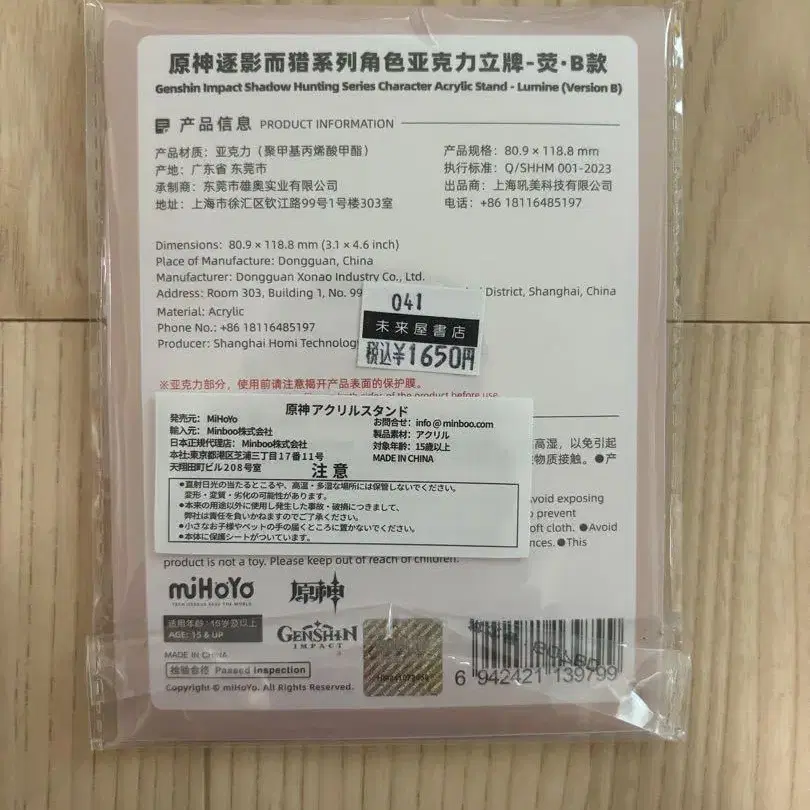 原神逐影而猎系列角色亚克力立牌-荧·B款
Genshin Impact Shadow Hunting Series Character Acrylic Stand - Lumine (Version B)
产品信息 PRODUCT INFORMATION
产品材质：亚克力（聚甲基丙烯酸甲酯）
产地：广东省 东莞市
承制商：东莞市雄奥实业有限公司
地址：上海市徐汇区钦江路99号1号楼303室
产品规格：80.9 × 118.8 mm
执行标准：Q/SHHM 001-2023
出品商：上海吼美科技有限公司
电话：+86 18116485197
Dimensions: 80.9 × 118.8 mm (3.1 × 4.6 inch)
Place of Manufacture: Dongguan, China
Manufacturer: Dongguan Xonao Industry Co., Ltd.
Address: Room 303, Building 1, No. 99 District, Shanghai, China
Material: Acrylic
Phone No.: +86 18116485197
Producer: Shanghai Homi Technology
041
未来屋書店
税込¥1650円
※亚克力部分，使用前请注意揭开产品表面的保护膜。
both sides of the product before use
原神アクリルスタンド
発売元： MiHoYo
輸入元： Minboo株式会社
日本正規代理店： Minboo株式会社
本社:東京都港区芝浦三丁目17番11号
天翔田町ビル208号室
お問合せ：info@minboo.com
製品素材：アクリル
対象年齢：15歳以上
MADE IN CHINA
注意
●直射日光の当たるところや、高温・多湿な場所には保管しないでください。
変形・変質・劣化の可能性があります。
●本来の用途以外に使用し発生した事故・破損につきまして、
弊社は責任を負いかねますのでご了承ください。
●小さなお子様やペットの手の届くところに置かないでください。
●本体に保護シートがついています。
高湿，以免引起
物质接触。●产
Avoid exposing
prevent
soft cloth. ●Avoid
nces.●This
product is not a toy. Please keep out of reach of children.
miHoYo
TECH OTAKUS SAVE THE WORLD
原神
适用年龄：15岁及以上
AGE: 15 & UP
GENSHIN
IMPACT
MADE IN CHINA
检验合格 Passed Inspection
Copyright © miHoYo. All Rights Reserved.
6 942421 139799